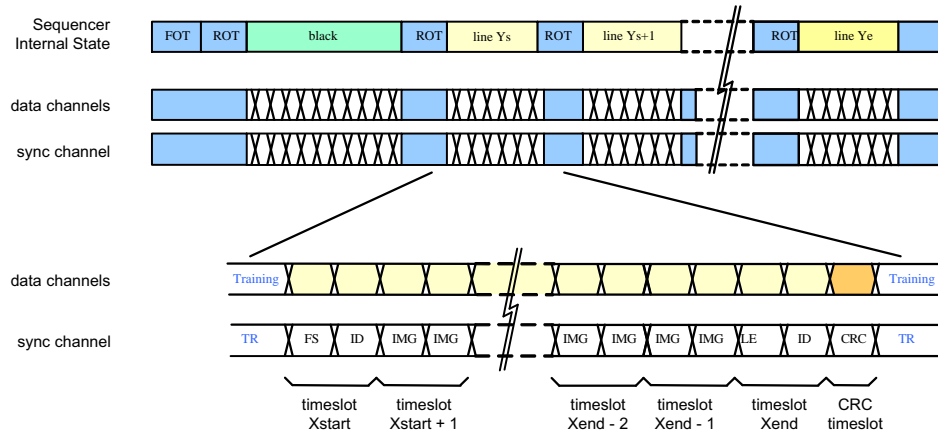 Sequencer
Internal State
FOT ROT black ROT line Ys ROT line Ys+1 ROT line Ye
data channels
sync channel
data channels Training Training
sync channel TR FS ID IMG IMG IMG IMG IMG IMG LE ID CRC TR
timeslot timeslot timeslot timeslot timeslot CRC
Xstart Xstart + 1 Xend - 2 Xend - 1 Xend timeslot